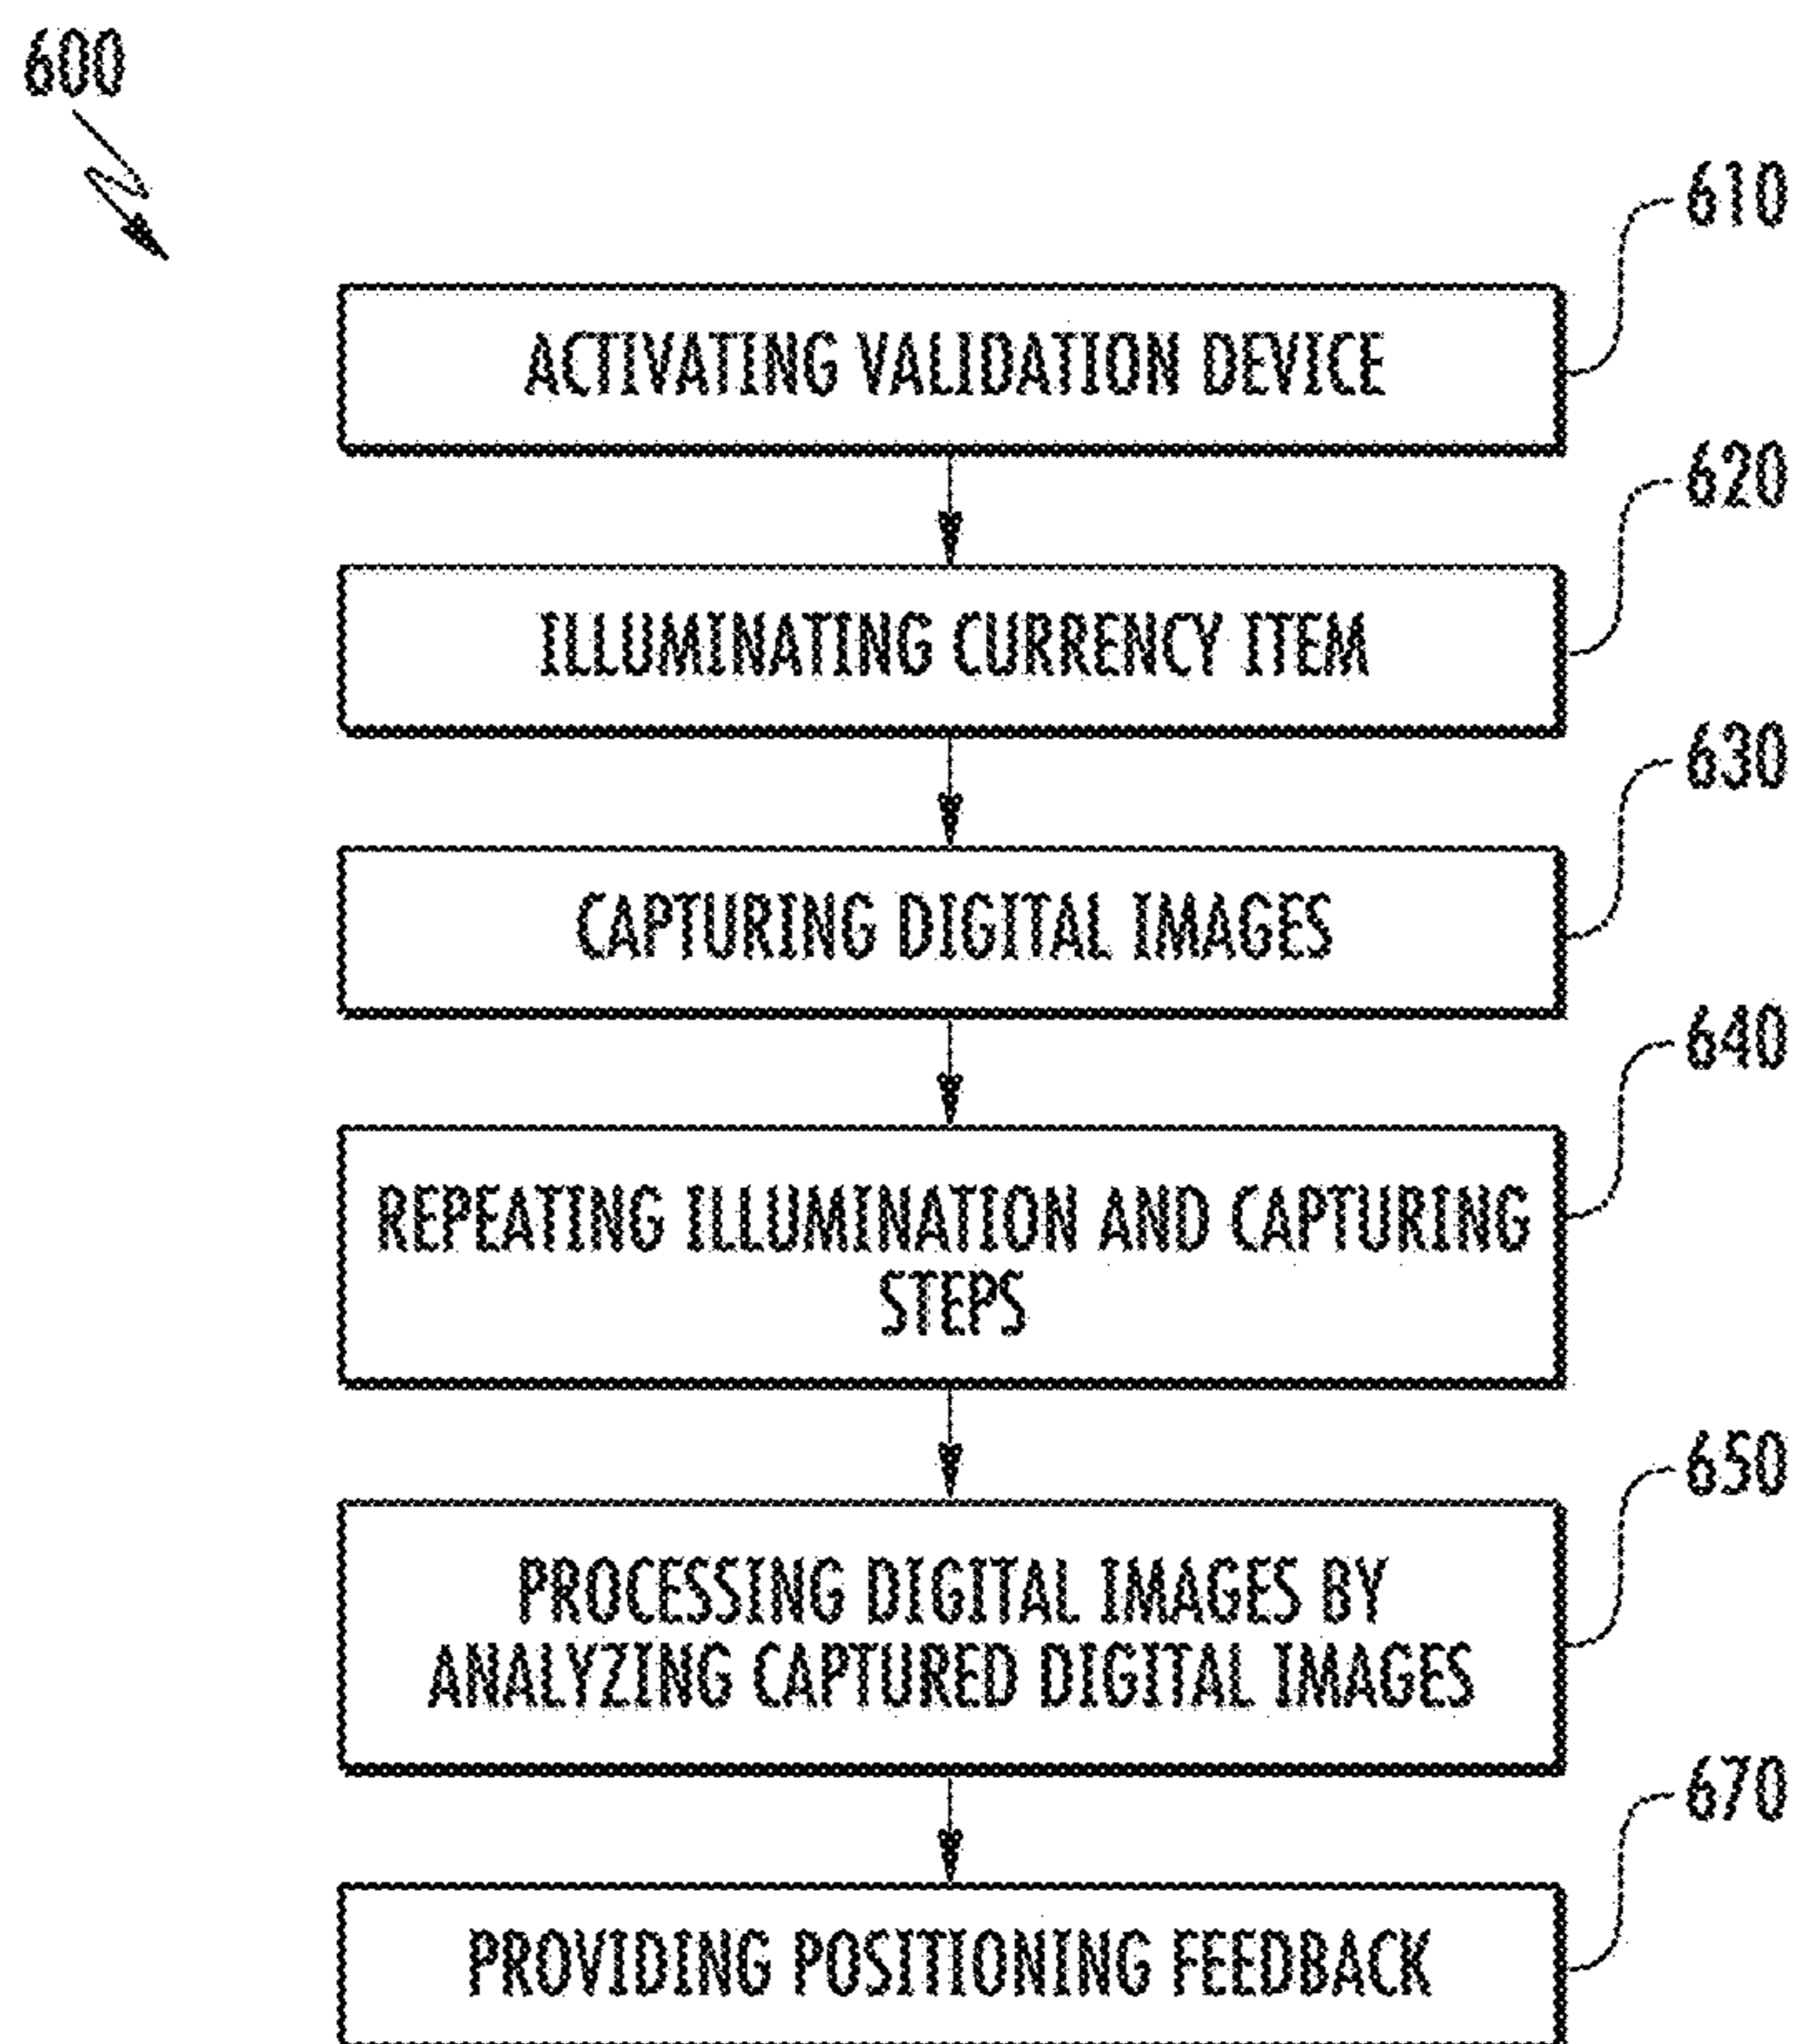 600
610
ACTIVATING VALIDATION DEVICE
620
ILLUMINATING CURRENCY ITEM
630
CAPTURING DIGITAL IMAGES
640
REPEATING ILLUMINATION AND CAPTURING
STEPS
650
PROCESSING DIGITAL IMAGES BY
ANALYZING CAPTURED DIGITAL IMAGES
670
PROVIDING POSITIONING FEEDBACK